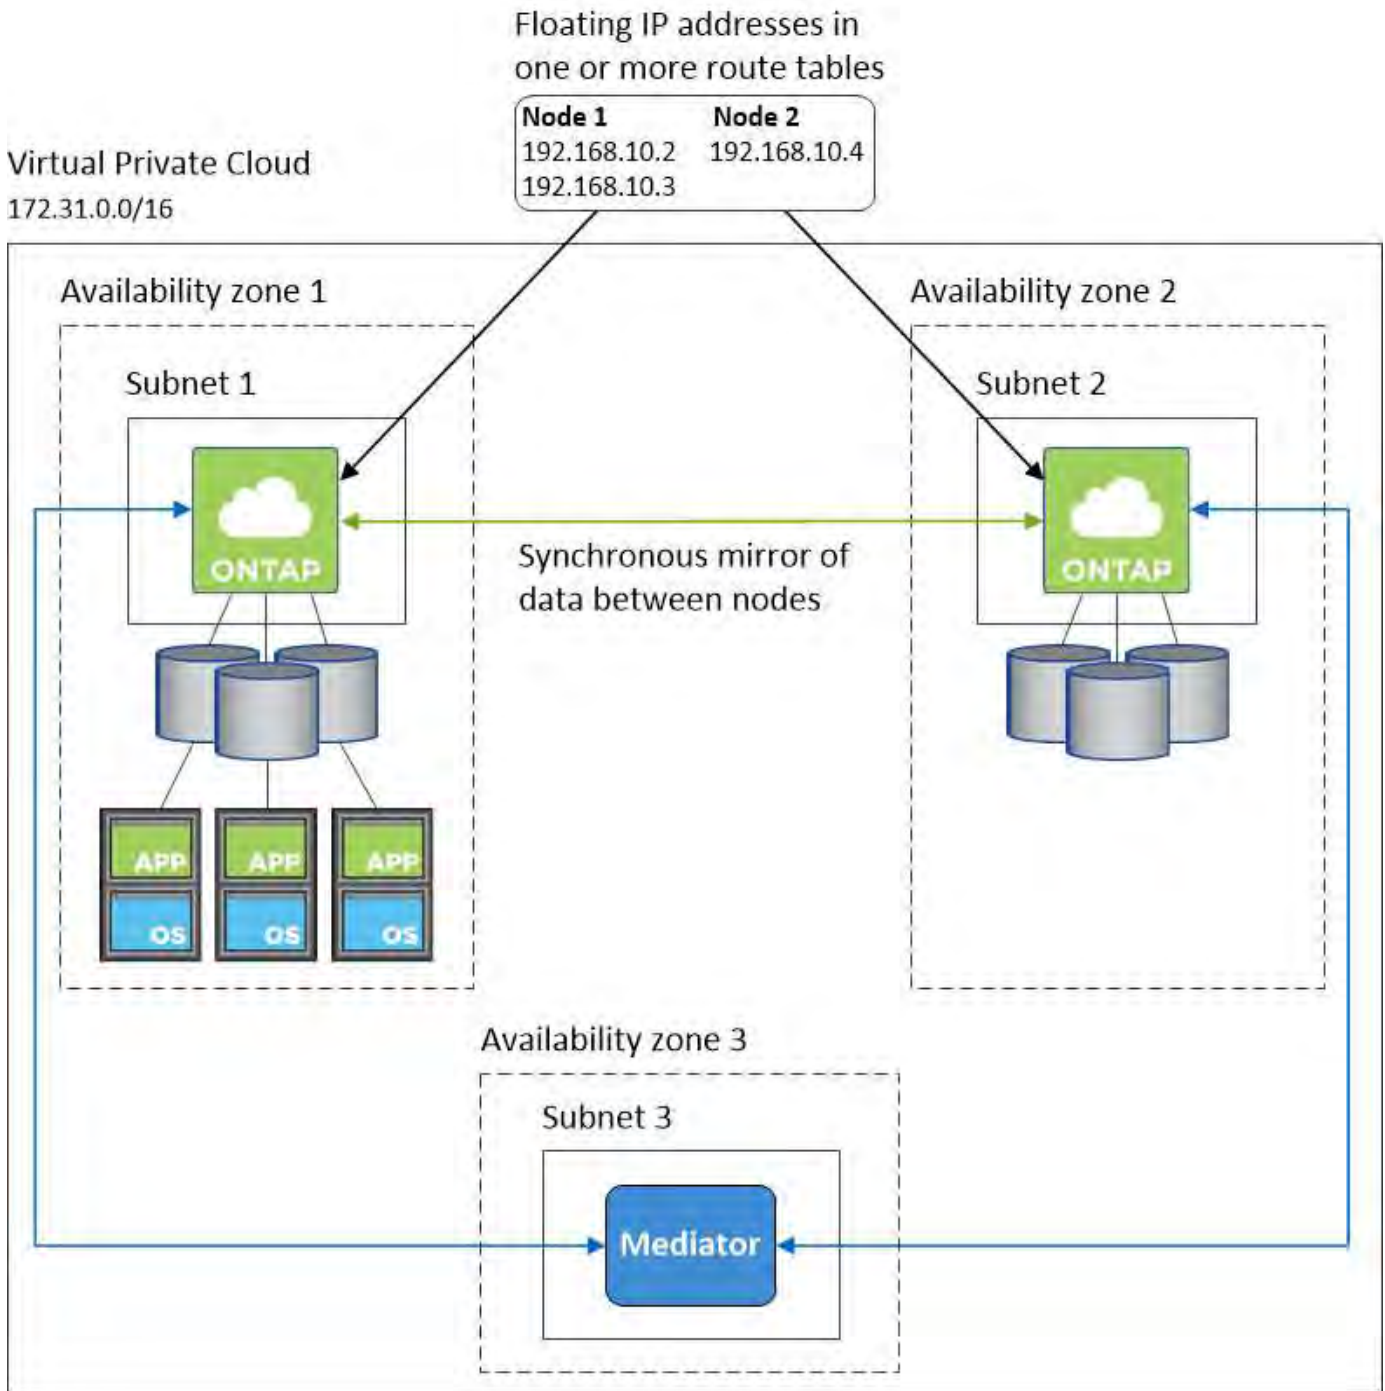 Floating IP addresses in
one or more route tables
Node 1 Node 2
192.168.10.2 192.168.10.4
192.168.10.3
Virtual Private Cloud
172.31.0.0/16
Availability zone 1
Availability zone 2
Subnet 1
Subnet 2
ONTAP
ONTAP
Synchronous mirror of
data between nodes
APP APP APP
OS OS OS
Availability zone 3
Subnet 3
Mediator